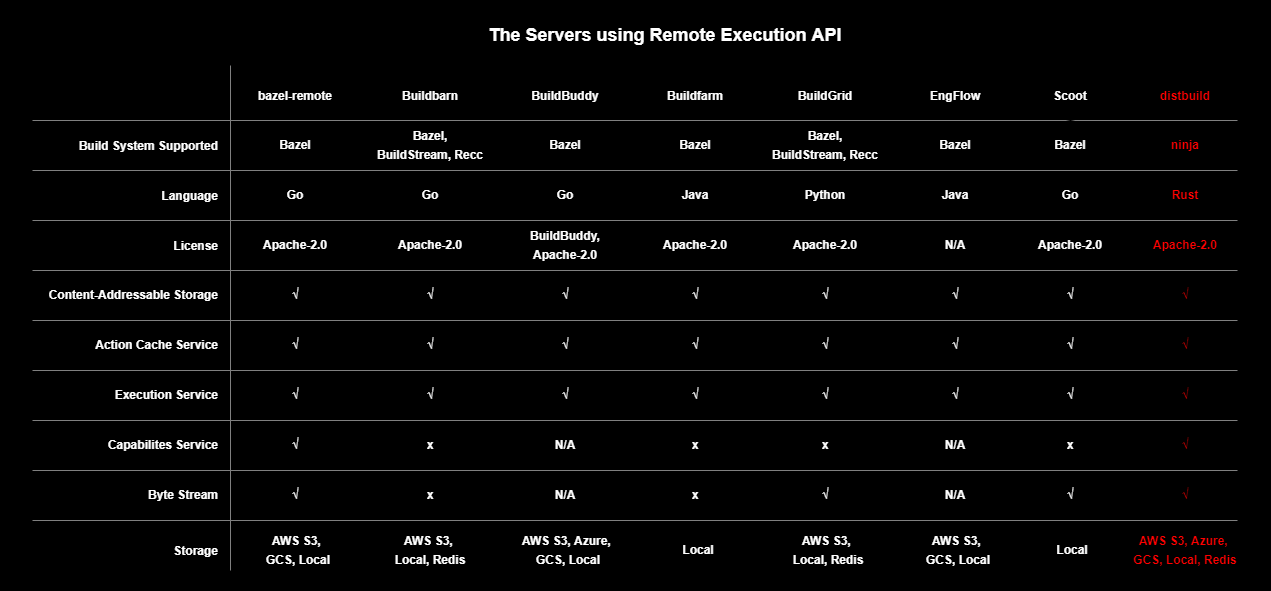 The Servers using Remote Execution API
bazel-remote Buildbarn BuildBuddy Buildfarm BuildGrid EngFlow Scoot distbuild
Build System Supported Bazel Bazel, BuildStream, Recc Bazel Bazel Bazel, BuildStream, Recc Bazel Bazel ninja
Language Go Go Go Java Python Java Go Rust
License Apache-2.0 Apache-2.0 BuildBuddy, Apache-2.0 Apache-2.0 Apache-2.0 N/A Apache-2.0 Apache-2.0
Content-Addressable Storage √ √ √ √ √ √ √ √
Action Cache Service √ √ √ √ √ √ √ √
Execution Service √ √ √ √ √ √ √ √
Capabilites Service √ x N/A x x N/A x √
Byte Stream √ x N/A x √ N/A √ √
Storage AWS S3, GCS, Local AWS S3, Local, Redis AWS S3, Azure, GCS, Local Local AWS S3, Local, Redis AWS S3, GCS, Local Local AWS S3, Azure, GCS, Local, Redis